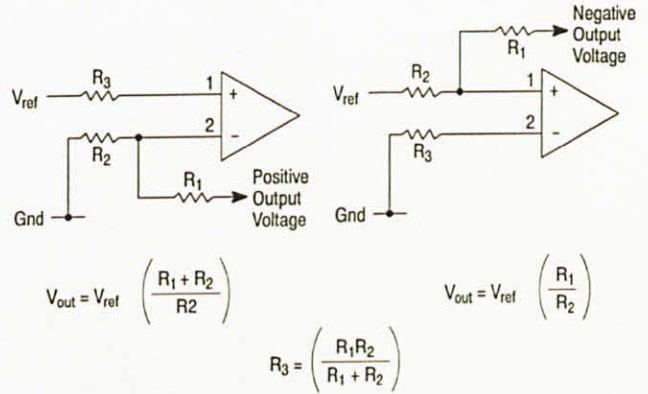 Vref
R3
1
+
2
−
R2
R1
Positive
Output
Voltage
Gnd
Vout = Vref ( (R1 + R2) / R2 )
Negative
Output
Voltage
R1
R2
Vref
1
+
2
−
R3
Gnd
Vout = Vref ( R1 / R2 )
R3 = ( R1R2 / (R1 + R2) )